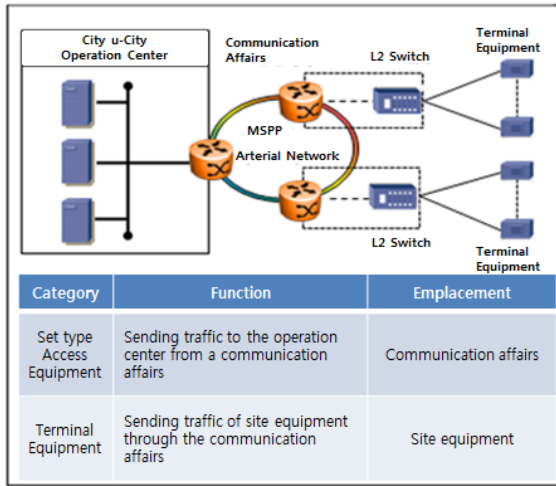 City u-City
Operation Center
Communication
Affairs
L2 Switch
Terminal
Equipment
MSPP
Arterial Network
L2 Switch
Terminal
Equipment
Category Function Emplacement
Set type
Access
Equipment
Sending traffic to the operation
center from a communication
affairs
Communication affairs
Terminal
Equipment
Sending traffic of site equipment
through the communication
affairs
Site equipment